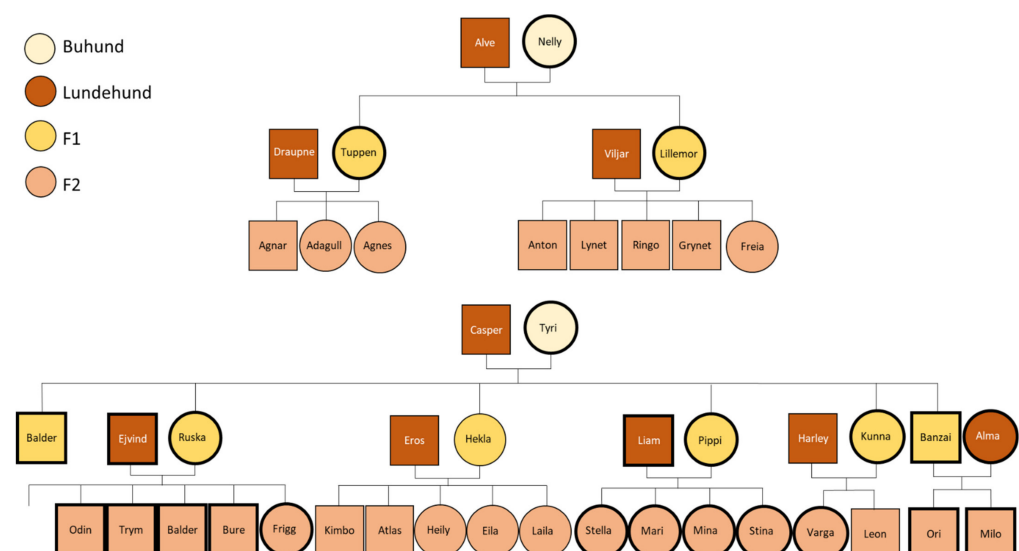 Alve Nelly
Buhund
Lundehund
F1
F2
Draupne Tuppen Viljar Lillemor
Agnar Adagull Agnes Anton Lynet Ringo Grynet Freia
Casper Tyri
Balder Ejvind Ruska Eros Hekla Liam Pippi Harley Kunna Banzai Alma
Odin Trym Balder Bure Frigg Kimbo Atlas Heily Eila Laila Stella Mari Mina Stina Varga Leon Ori Milo